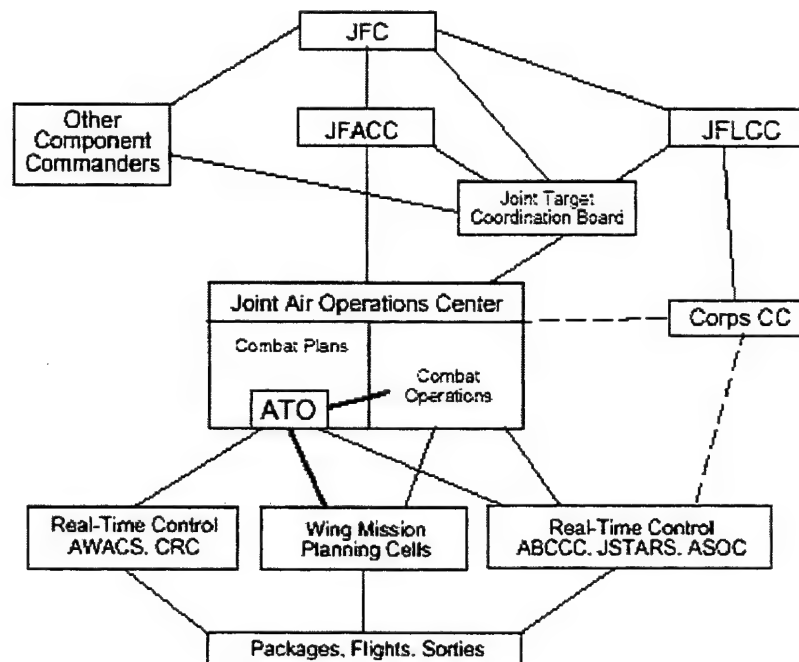 JFC
Other
Component
Commanders
JFACC
JFLCC
Joint Target
Coordination Board
Joint Air Operations Center
Corps CC
Combat Plans
Combat
Operations
ATO
Real-Time Control
AWACS. CRC
Wing Mission
Planning Cells
Real-Time Control
ABCCC. JSTARS. ASOC
Packages, Flights. Sorties